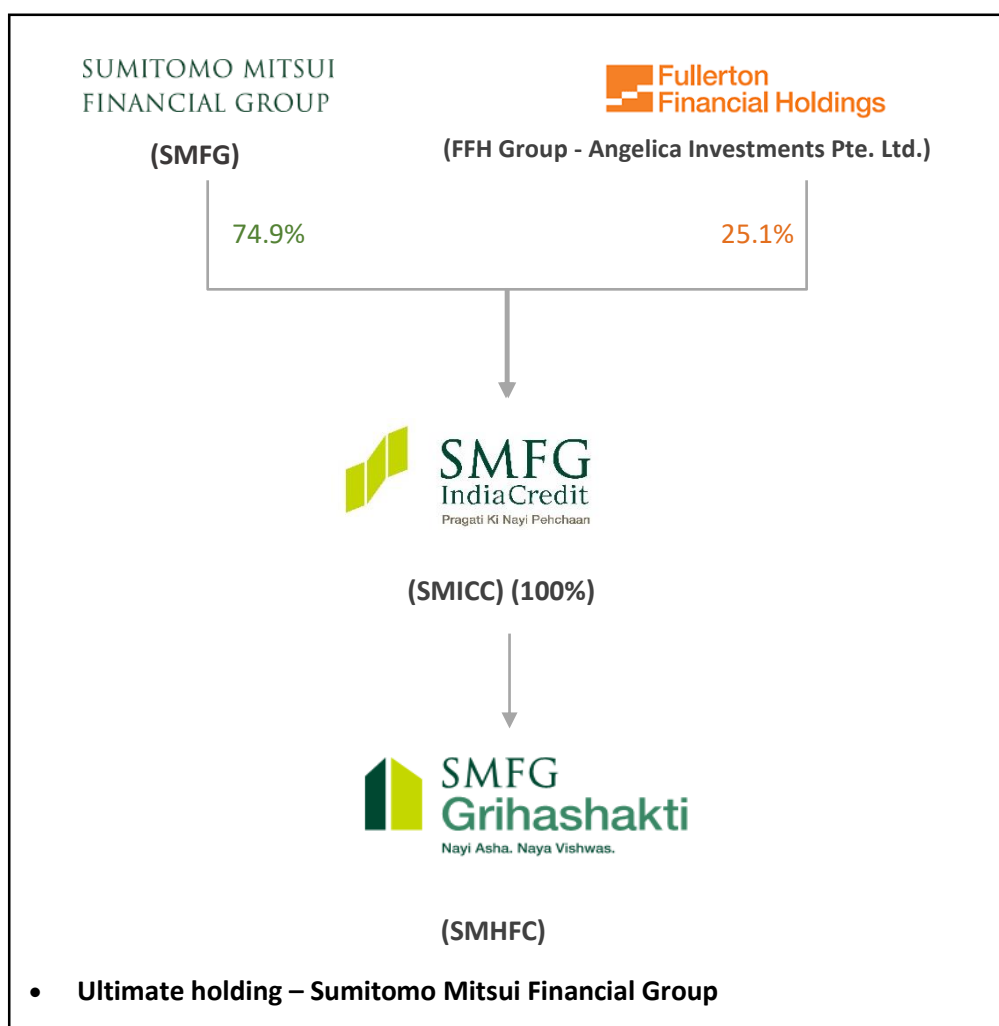 SUMITOMO MITSUI
FINANCIAL GROUP
(SMFG)
Fullerton
Financial Holdings
(FFH Group - Angelica Investments Pte. Ltd.)
74.9%
25.1%
SMFG
IndiaCredit
Pragati Ki Nayi Pehchaan
(SMICC) (100%)
SMFG
Grihashakti
Nayi Asha. Naya Vishwas.
(SMHFC)
• Ultimate holding – Sumitomo Mitsui Financial Group